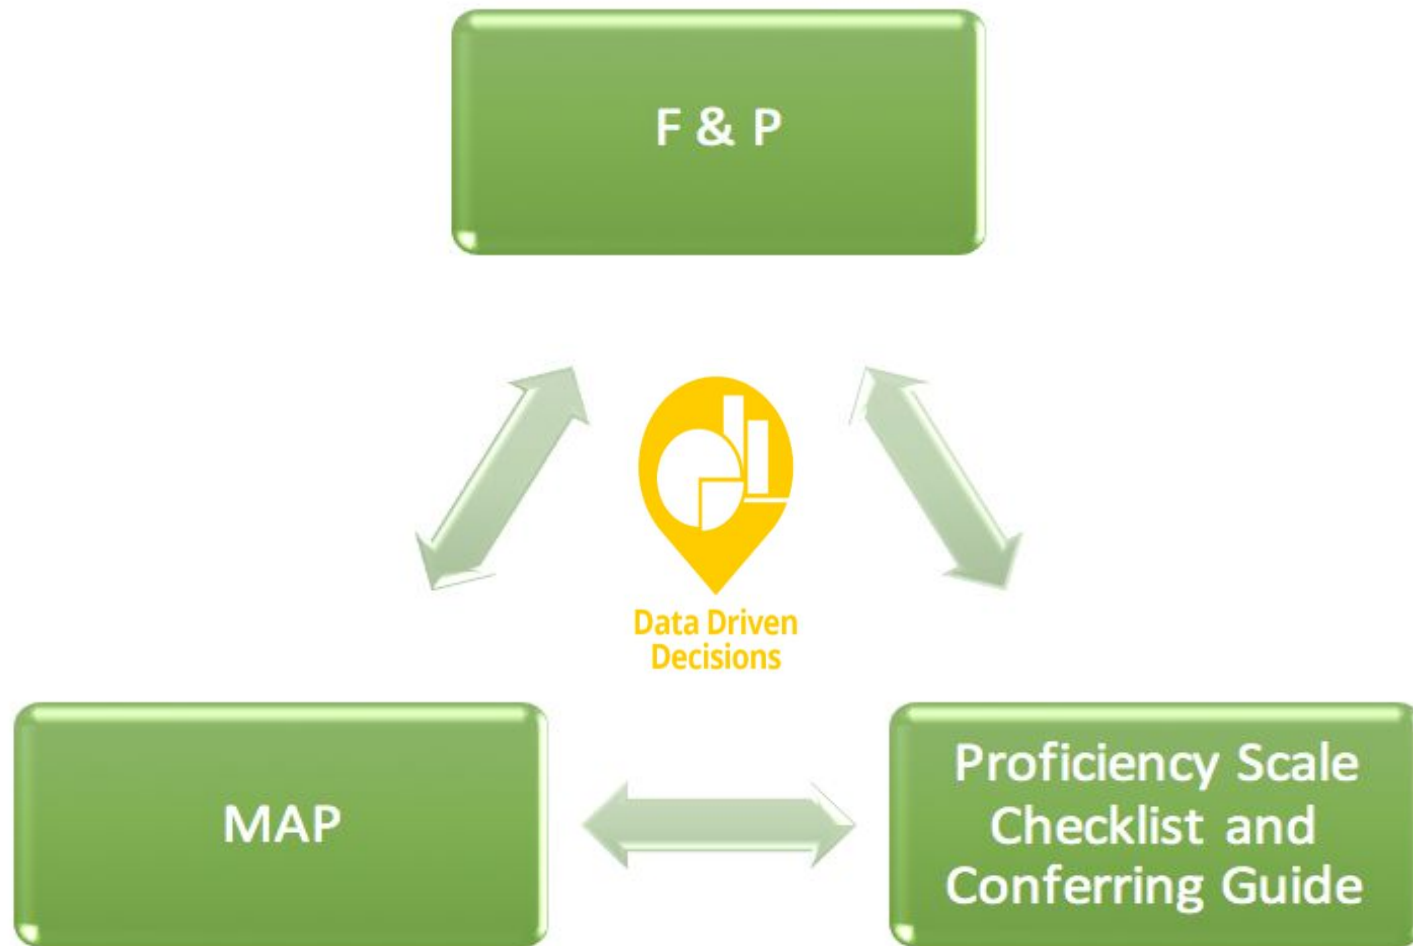 F & P
Data Driven
Decisions
MAP
Proficiency Scale
Checklist and
Conferring Guide